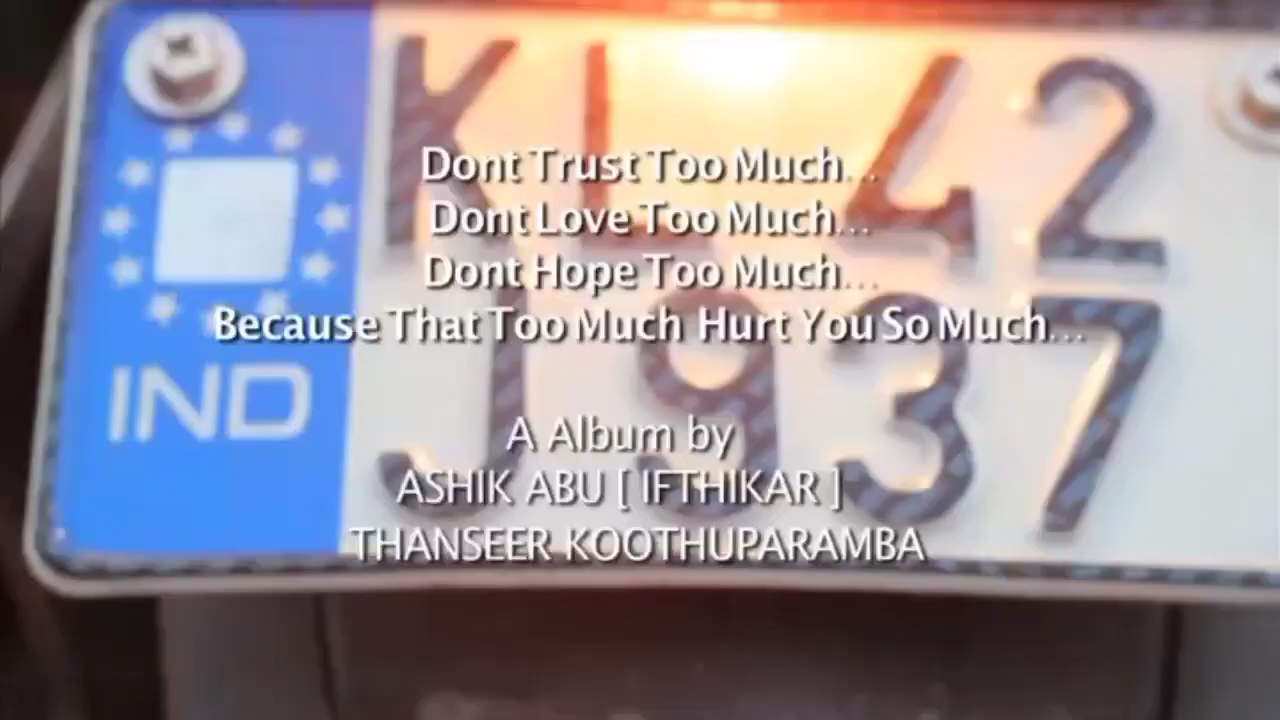 KL 42
J 937
IND
Dont Trust Too Much...
Dont Love Too Much...
Dont Hope Too Much...
Because That Too Much Hurt You So Much...
A Album by
ASHIK ABU [ IFTHIKAR ]
THANSEER KOOTHUPARAMBA